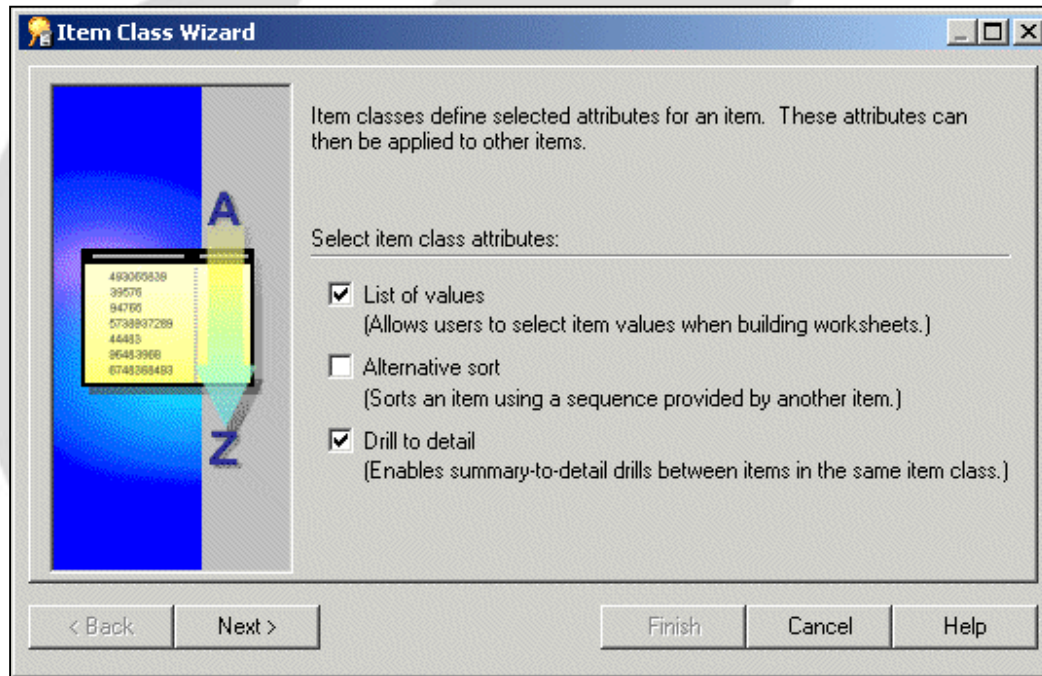 Item Class Wizard
Item classes define selected attributes for an item. These attributes can
then be applied to other items.
A
493065839
39576
94766
5738937289
44483
96483968
6748368493
Z
Select item class attributes:
List of values
(Allows users to select item values when building worksheets.)
Alternative sort
(Sorts an item using a sequence provided by another item.)
Drill to detail
(Enables summary-to-detail drills between items in the same item class.)
< Back
Next >
Finish
Cancel
Help